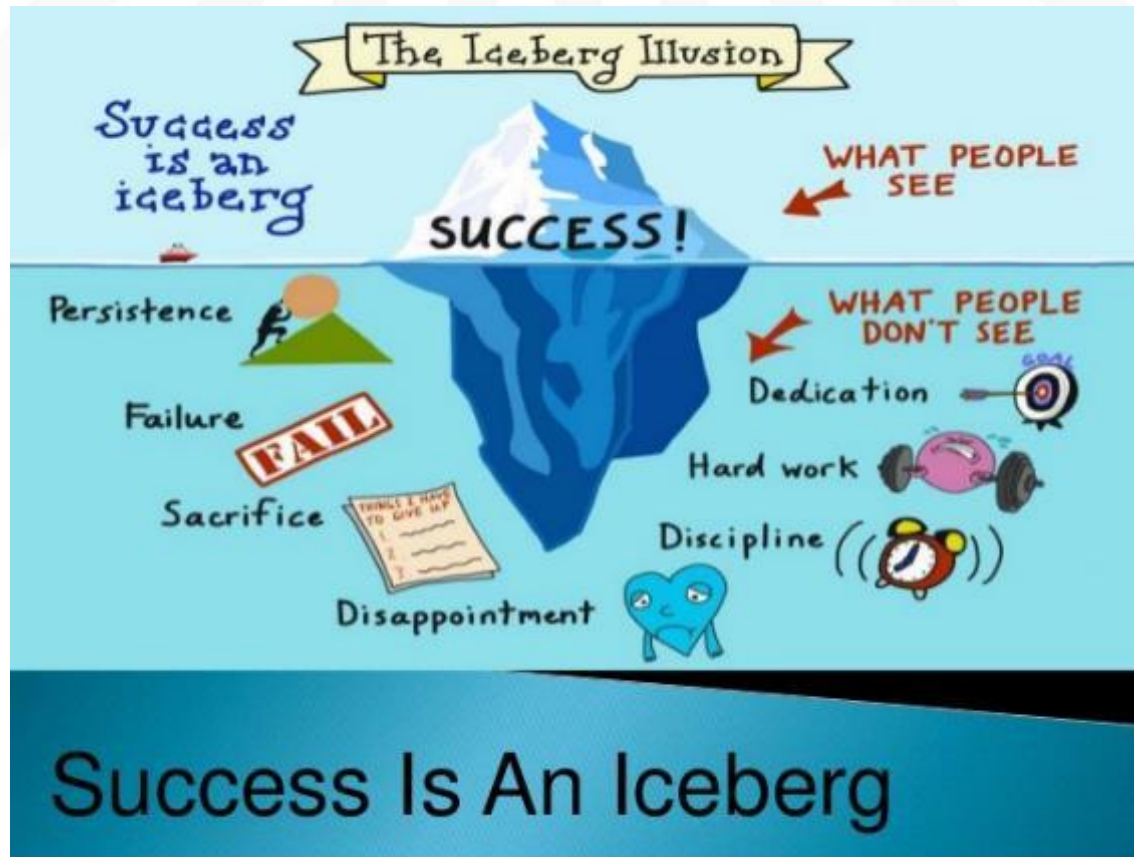 The Iceberg Illusion
Success
is an
iceberg
WHAT PEOPLE
SEE
SUCCESS!
Persistence
WHAT PEOPLE
DON'T SEE
GOAL
Dedication
Failure
FAIL
Hard work
Sacrifice
THINGS I HAVE
TO GIVE UP
1
2
3
Discipline
Disappointment
Success Is An Iceberg